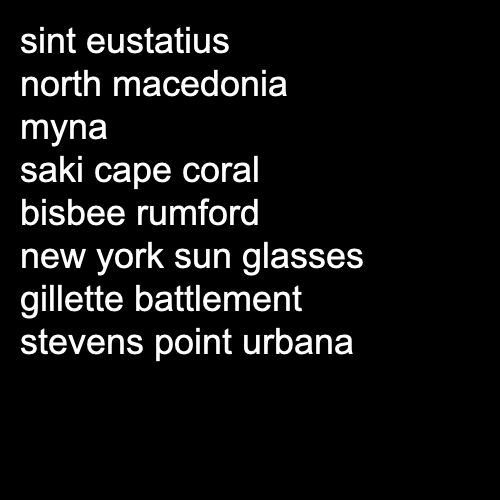 sint eustatius
north macedonia
myna
saki cape coral
bisbee rumford
new york sun glasses
gillette battlement
stevens point urbana